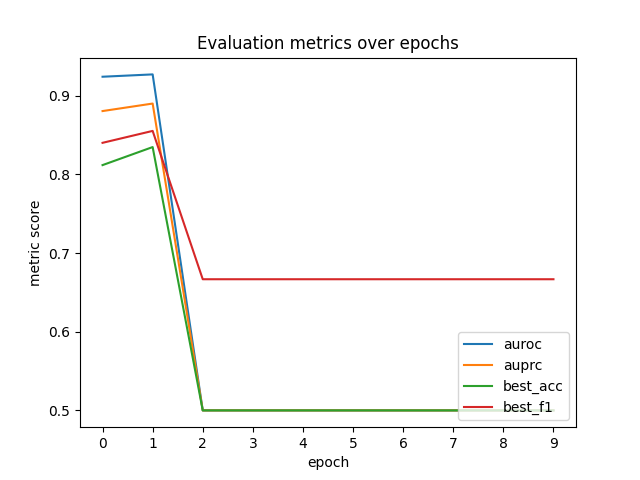 Evaluation metrics over epochs
metric score
0.9
0.8
0.7
0.6
0.5
auroc
auprc
best_acc
best_f1
0 1 2 3 4 5 6 7 8 9
epoch